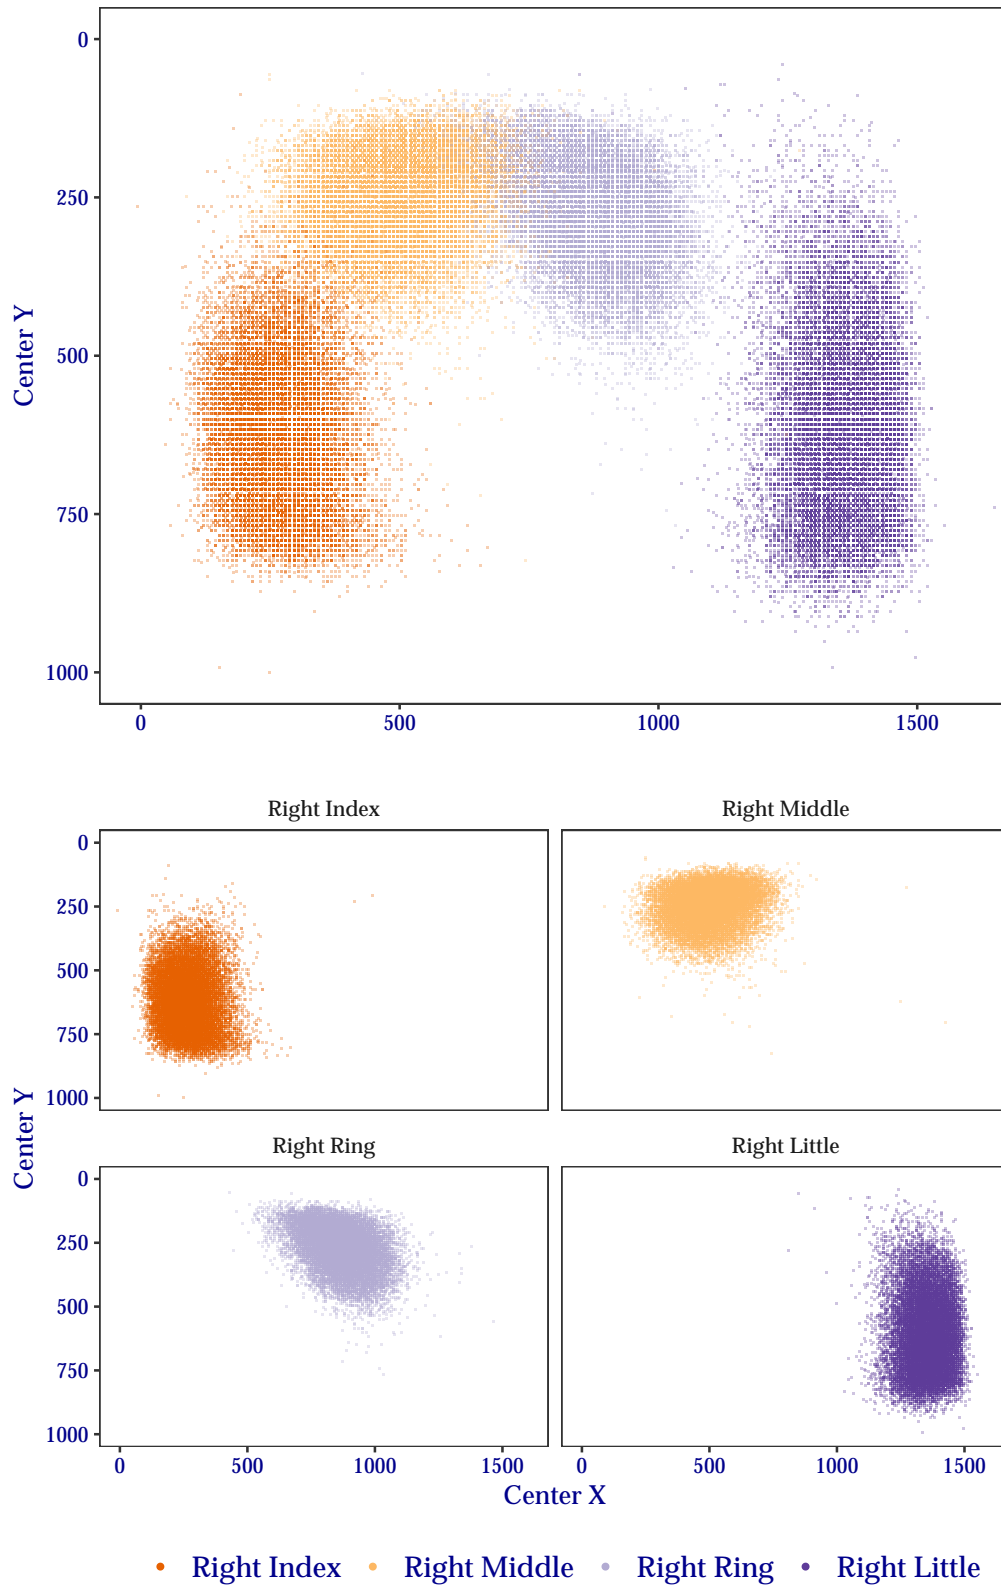 0
250
500
750
1000
Center Y
0 500 1000 1500
Right Index Right Middle
0
250
500
750
1000
Center Y
Right Ring Right Little
0
250
500
750
1000
0 500 1000 1500 0 500 1000 1500
Center X
Right Index Right Middle Right Ring Right Little